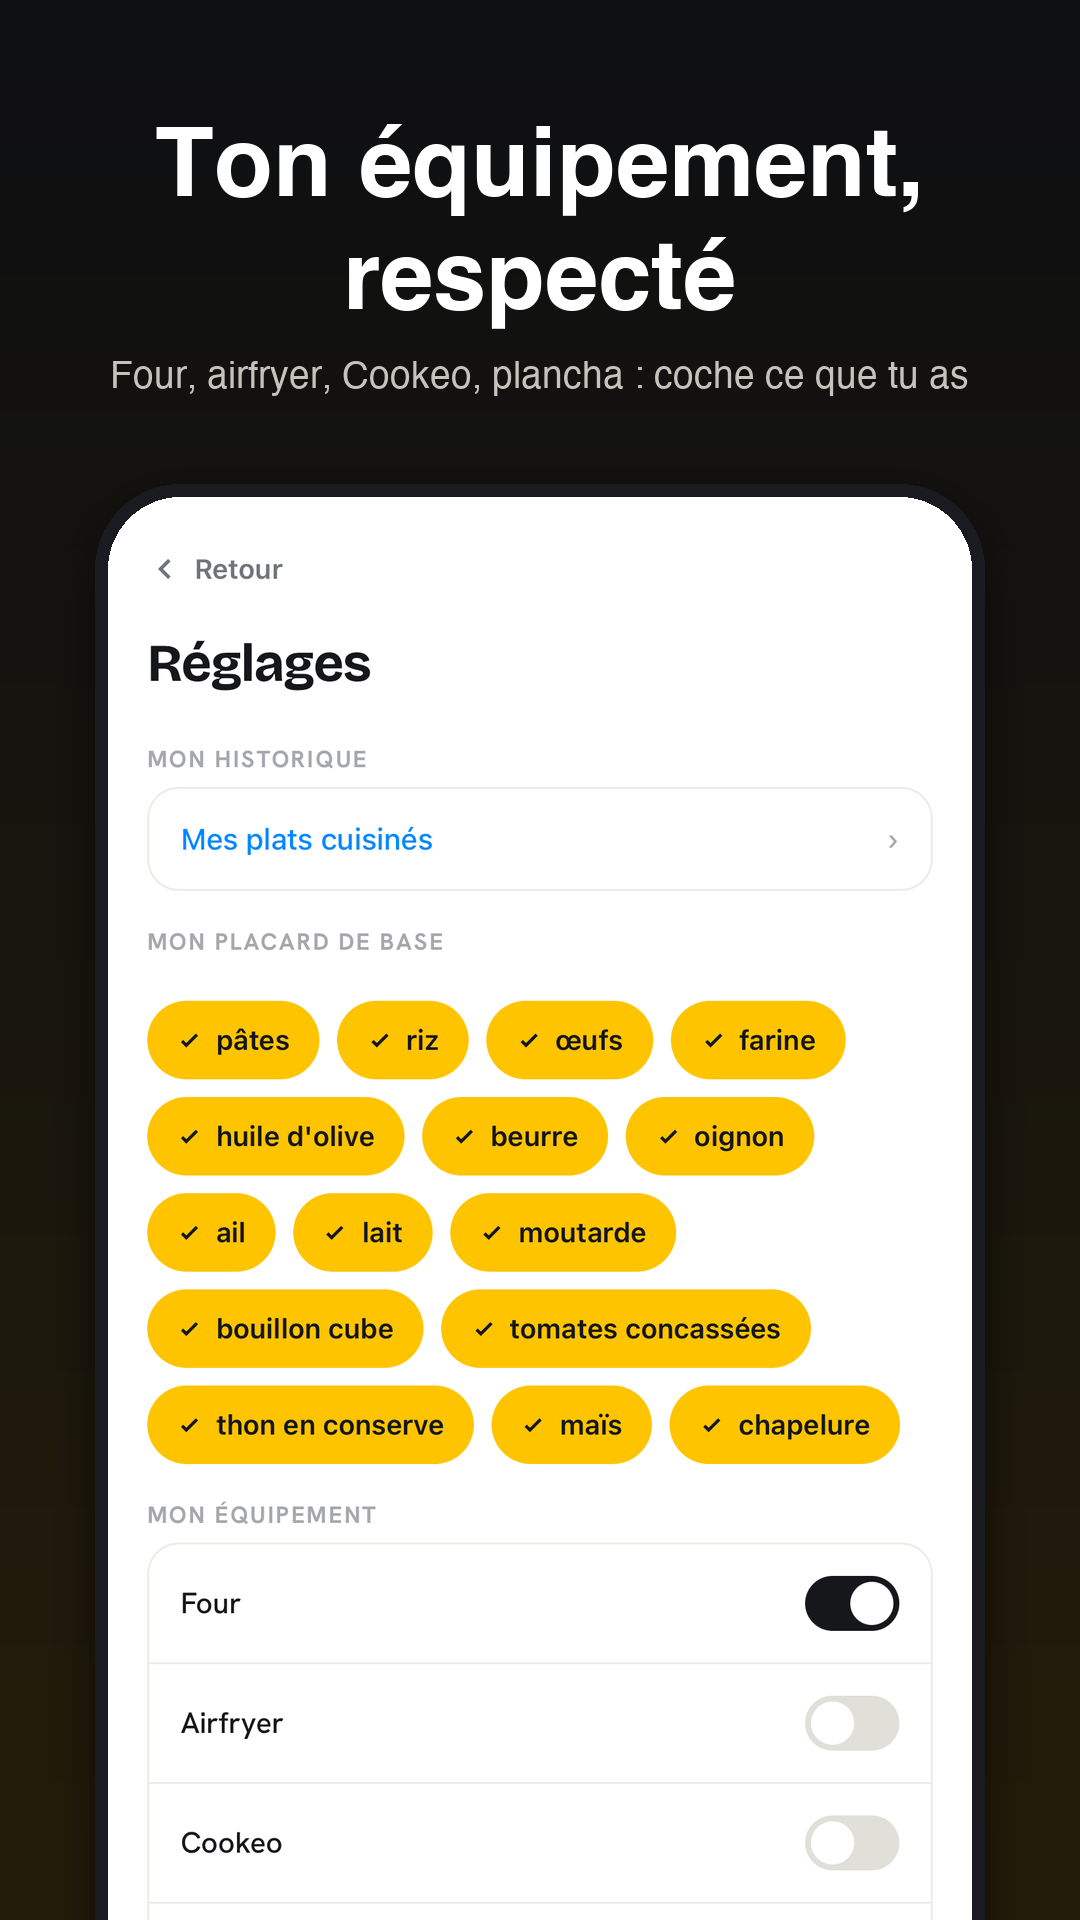 Ton équipement,
respecté
Four, airfryer, Cookeo, plancha : coche ce que tu as
Retour
Réglages
MON HISTORIQUE
Mes plats cuisinés
MON PLACARD DE BASE
pâtes riz œufs farine
huile d'olive beurre oignon
ail lait moutarde
bouillon cube tomates concassées
thon en conserve maïs chapelure
MON ÉQUIPEMENT
Four
Airfryer
Cookeo